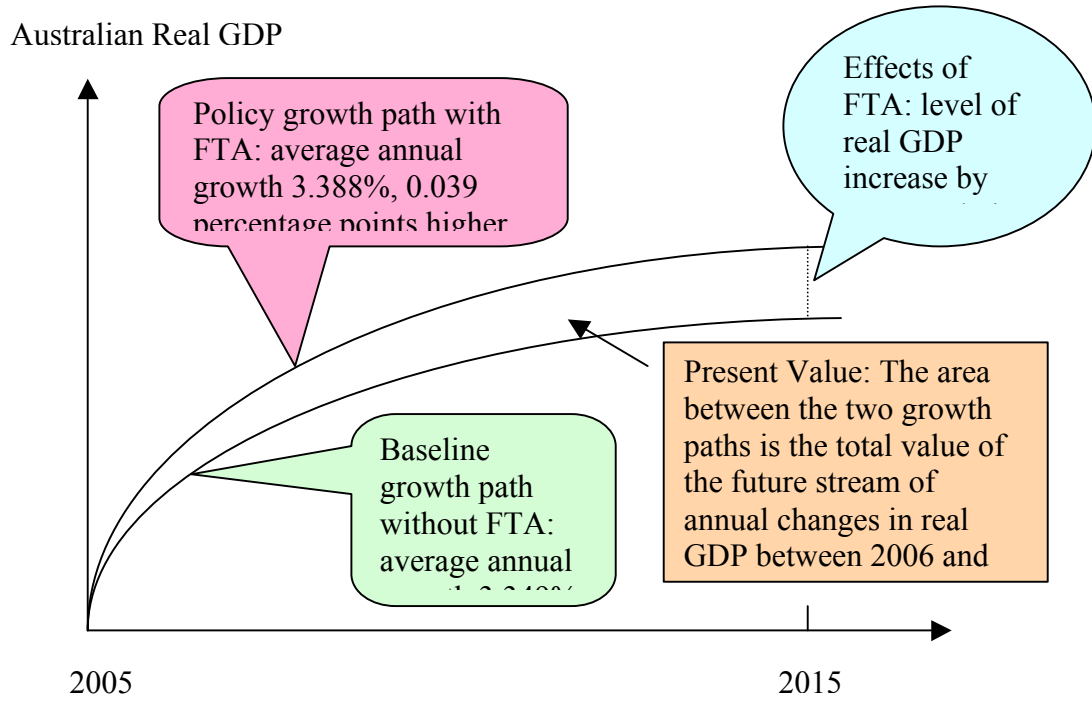 Australian Real GDP
Policy growth path with
FTA: average annual
growth 3.388%, 0.039
percentage points higher
Effects of
FTA: level of
real GDP
increase by
Baseline
growth path
without FTA:
average annual
Present Value: The area
between the two growth
paths is the total value of
the future stream of
annual changes in real
GDP between 2006 and
2005
2015